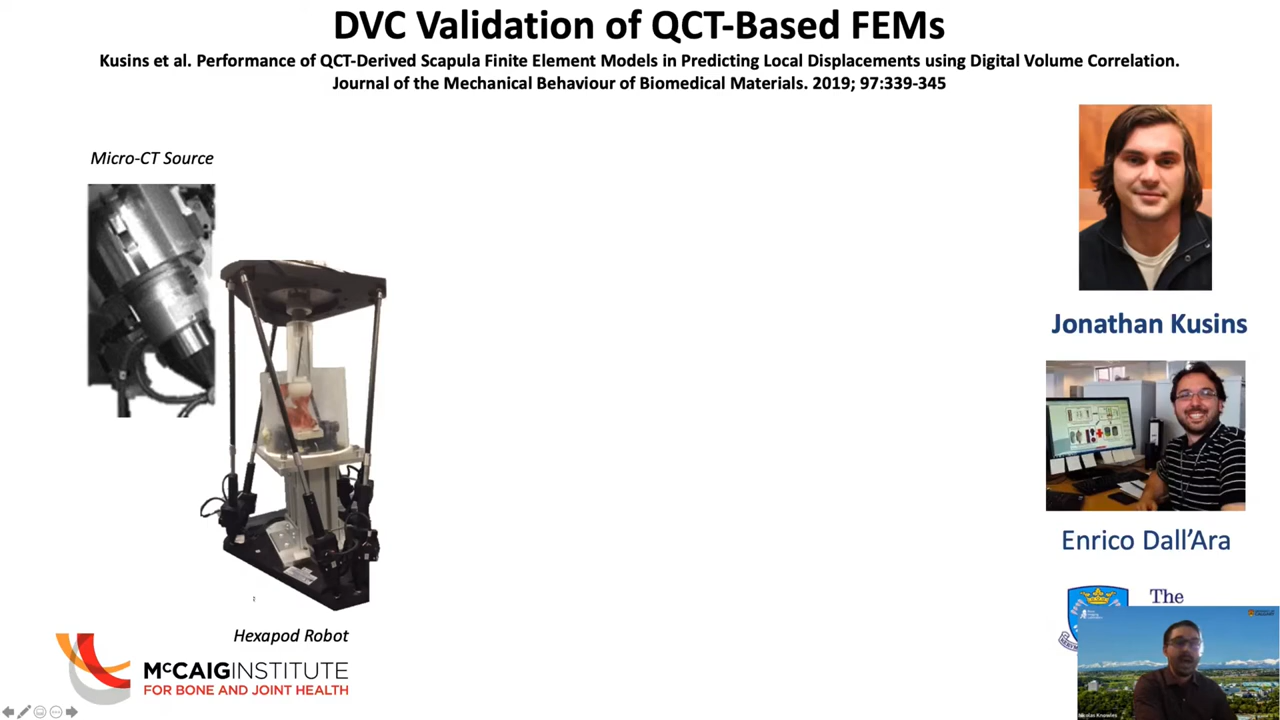 DVC Validation of QCT-Based FEMs
Kusins et al. Performance of QCT-Derived Scapula Finite Element Models in Predicting Local Displacements using Digital Volume Correlation.
Journal of the Mechanical Behaviour of Biomedical Materials. 2019; 97:339-345
Micro-CT Source
Jonathan Kusins
Enrico Dall’Ara
The
Hexapod Robot
McCAIG INSTITUTE
FOR BONE AND JOINT HEALTH
Nicolas Knowles